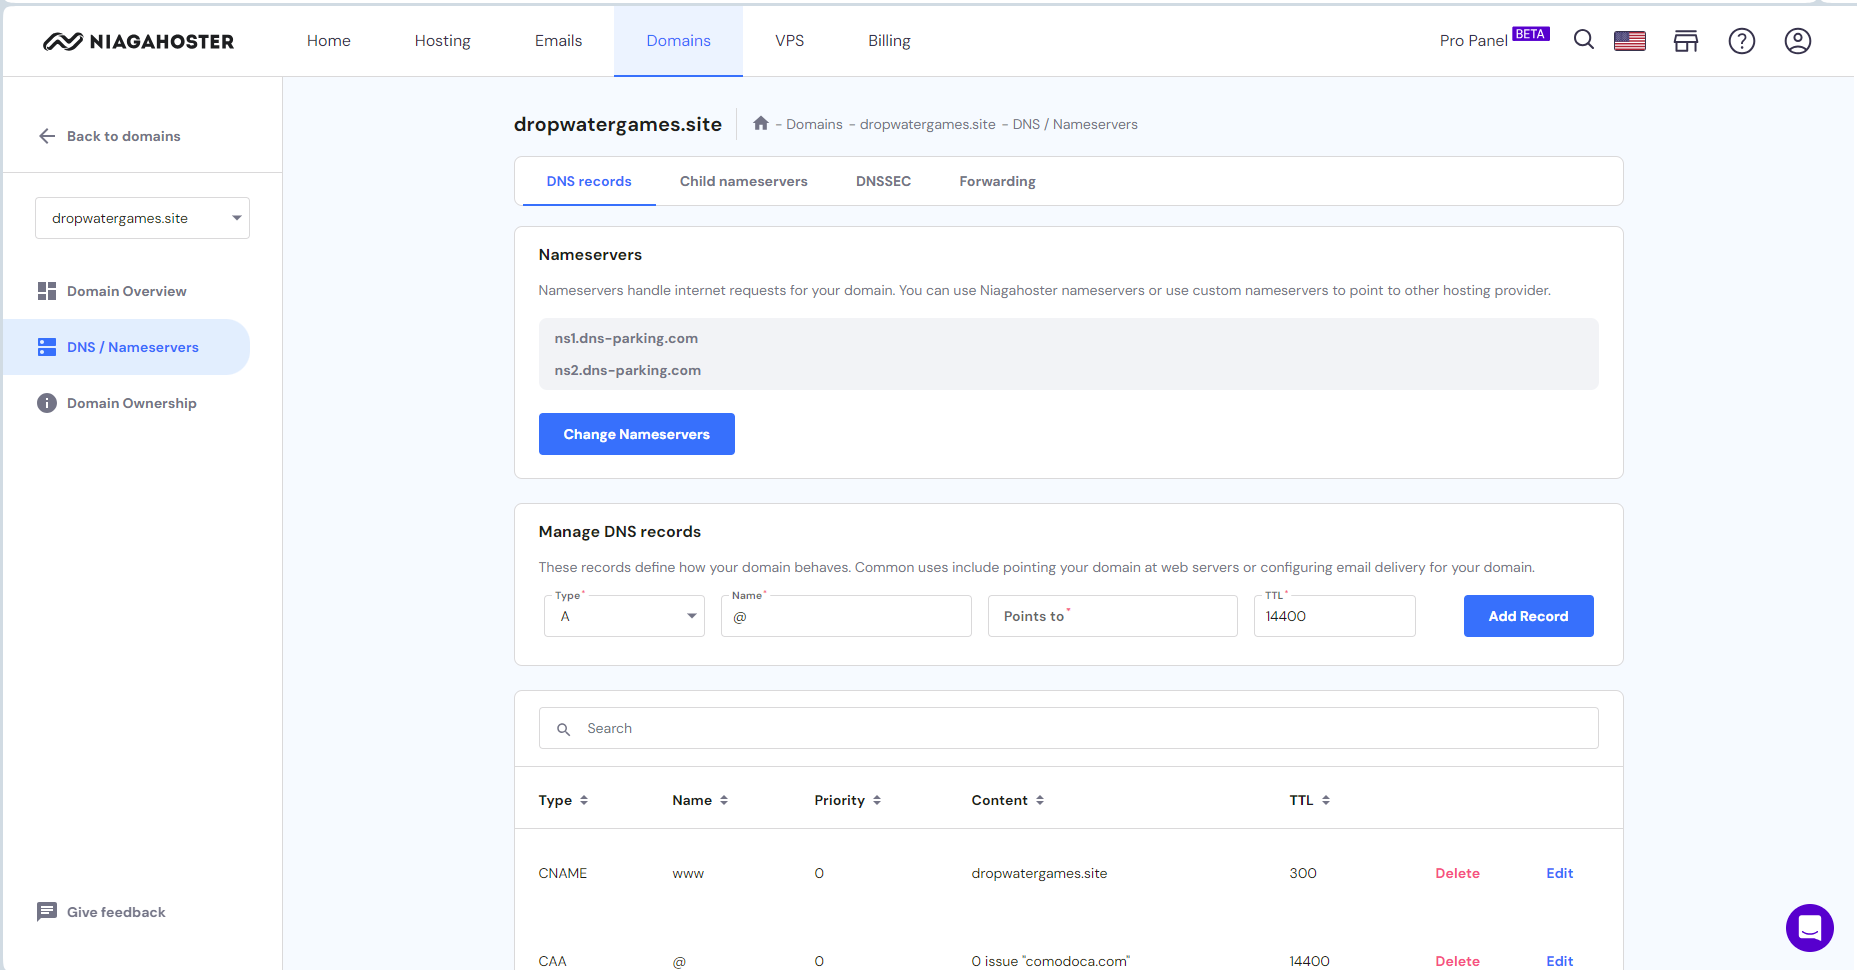 NIAGAHOSTER
Home
Hosting
Emails
Domains
VPS
Billing
Pro Panel BETA
Back to domains
dropwatergames.site
Domain Overview
DNS / Nameservers
Domain Ownership
Give feedback
dropwatergames.site
- Domains - dropwatergames.site - DNS / Nameservers
DNS records
Child nameservers
DNSSEC
Forwarding
Nameservers
Nameservers handle internet requests for your domain. You can use Niagahoster nameservers or use custom nameservers to point to other hosting provider.
ns1.dns-parking.com
ns2.dns-parking.com
Change Nameservers
Manage DNS records
These records define how your domain behaves. Common uses include pointing your domain at web servers or configuring email delivery for your domain.
Type*
A
Name*
@
Points to*
TTL*
14400
Add Record
Search
Type Name Priority Content TTL
CNAME www 0 dropwatergames.site 300 Delete Edit
CAA @ 0 0 issue "comodoca.com" 14400 Delete Edit